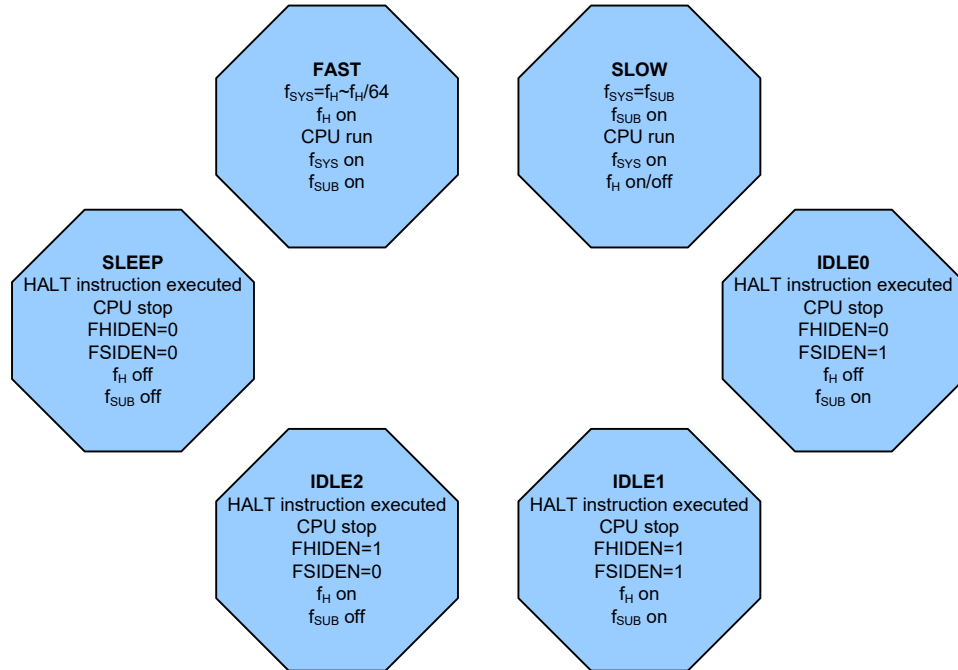 FAST
fSYS=fH~fH/64
fH on
CPU run
fSYS on
fSUB on
SLOW
fSYS=fSUB
fSUB on
CPU run
fSYS on
fH on/off
SLEEP
HALT instruction executed
CPU stop
FHIDEN=0
FSIDEN=0
fH off
fSUB off
IDLE0
HALT instruction executed
CPU stop
FHIDEN=0
FSIDEN=1
fH off
fSUB on
IDLE2
HALT instruction executed
CPU stop
FHIDEN=1
FSIDEN=0
fH on
fSUB off
IDLE1
HALT instruction executed
CPU stop
FHIDEN=1
FSIDEN=1
fH on
fSUB on